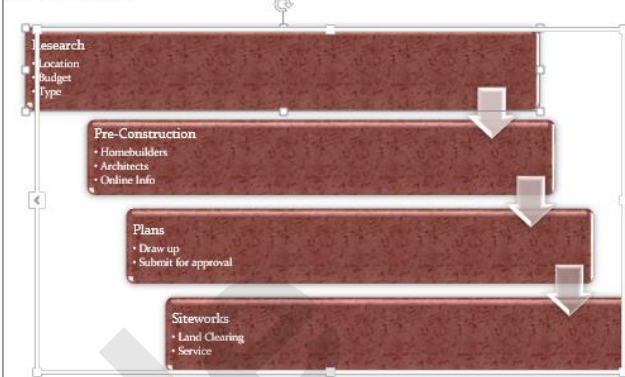 Research
• Location
• Budget
• Type
Pre-Construction
• Homebuilders
• Architects
• Online Info
Plans
• Draw up
• Submit for approval
Siteworks
• Land Clearing
• Service